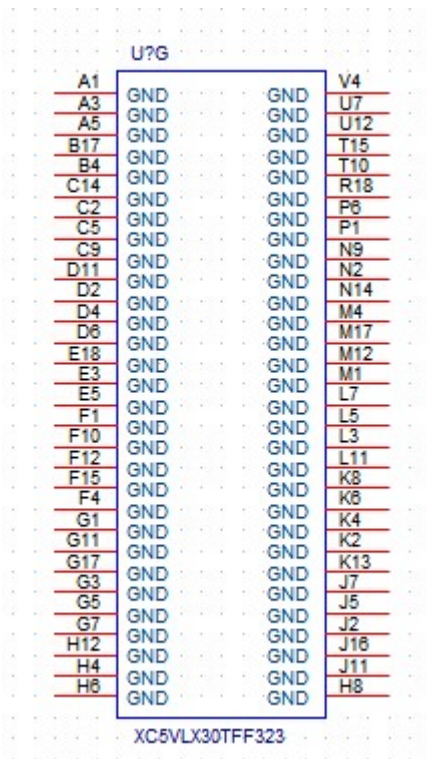 U?G
A1 GND GND V4
A3 GND GND U7
A5 GND GND U12
B17 GND GND T15
B4 GND GND T10
C14 GND GND R18
C2 GND GND P6
C5 GND GND P1
C9 GND GND N9
D11 GND GND N2
D2 GND GND N14
D4 GND GND M4
D6 GND GND M17
E18 GND GND M12
E3 GND GND M1
E5 GND GND L7
F1 GND GND L5
F10 GND GND L3
F12 GND GND L11
F15 GND GND K8
F4 GND GND K6
G1 GND GND K4
G11 GND GND K2
G17 GND GND K13
G3 GND GND J7
G5 GND GND J5
G7 GND GND J2
H12 GND GND J16
H4 GND GND J11
H6 GND GND H8
XC5VLX30TFF323